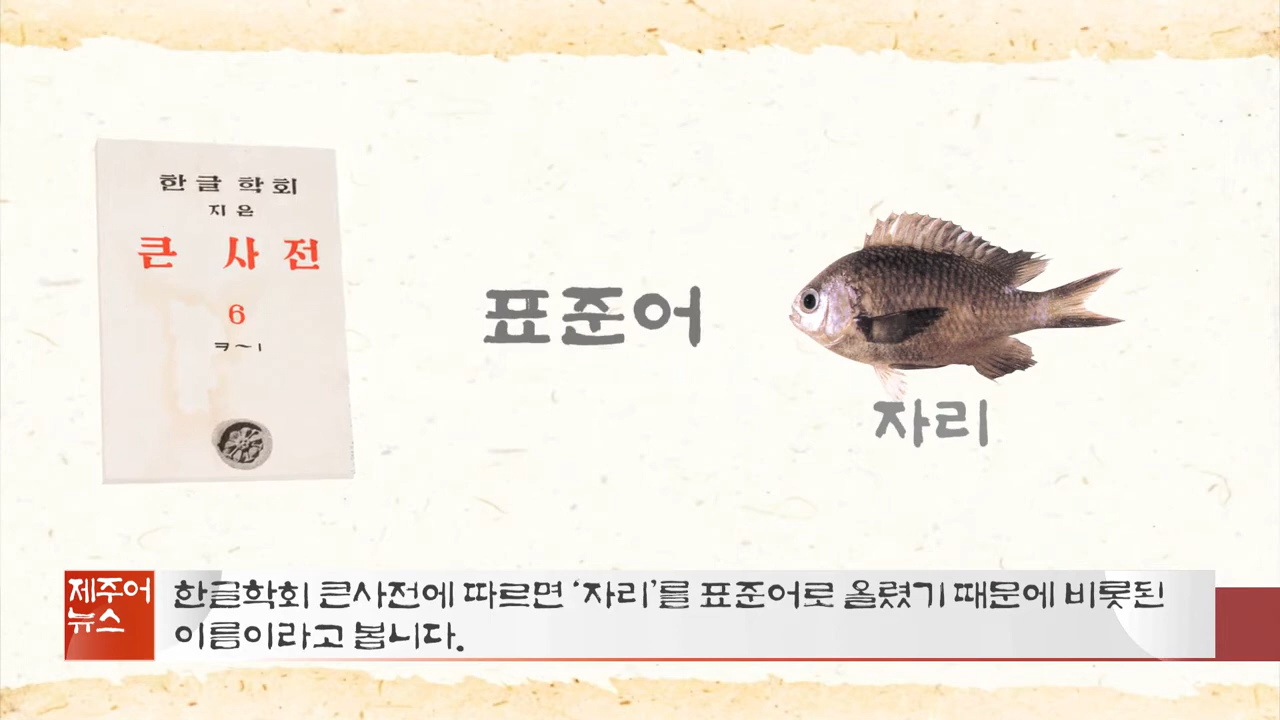 한글 학회
지은
큰 사전
6
ㅋ~ㅣ
표준어
자리
제주어
뉴스
한글학회 큰사전에 따르면 ‘자리’를 표준어로 올렸기 때문에 비롯된
이름이라고 봅니다.